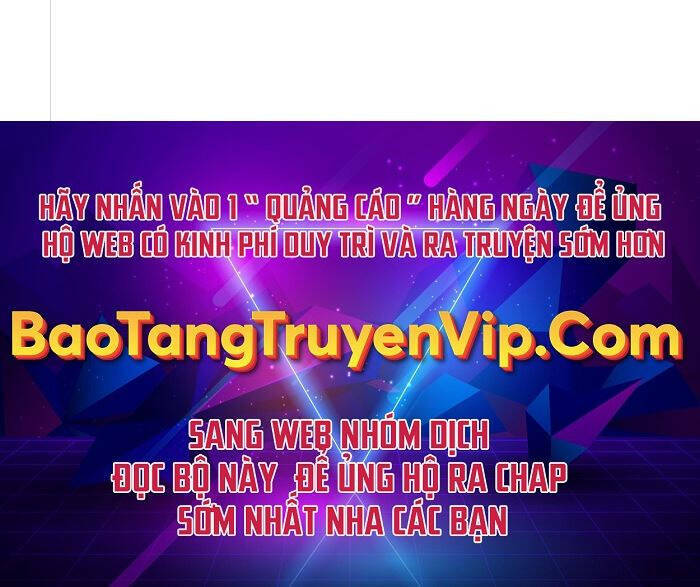 HÃY NHẤN VÀO 1 “ QUẢNG CÁO ” HÀNG NGÀY ĐỂ ỦNG
HỘ WEB CÓ KINH PHÍ DUY TRÌ VÀ RA TRUYỆN SỚM HƠN
BaoTangTruyenVip.Com
SANG WEB NHÓM DỊCH
ĐỌC BỘ NÀY ĐỂ ỦNG HỘ RA CHAP
SỚM NHẤT NHA CÁC BẠN